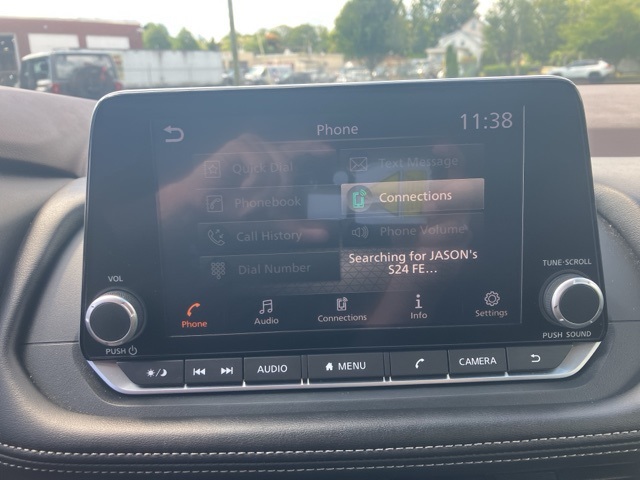 Phone
11:38
Quick Dial
Text Message
Phonebook
Connections
Call History
Phone Volume
Dial Number
Searching for JASON's
S24 FE...
Phone
Audio
Connections
Info
Settings
VOL
PUSH
TUNE·SCROLL
PUSH SOUND
AUDIO
MENU
CAMERA